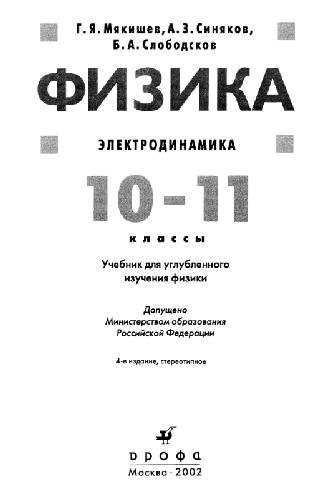 Г. Я. Мякишев, А. З. Синяков,
Б. А. Слободсков
ФИЗИКА
ЭЛЕКТРОДИНАМИКА
10–11
классы
Учебник для углубленного
изучения физики
Допущено
Министерством образования
Российской Федерации
4-е издание, стереотипное
дрофа
Москва · 2002